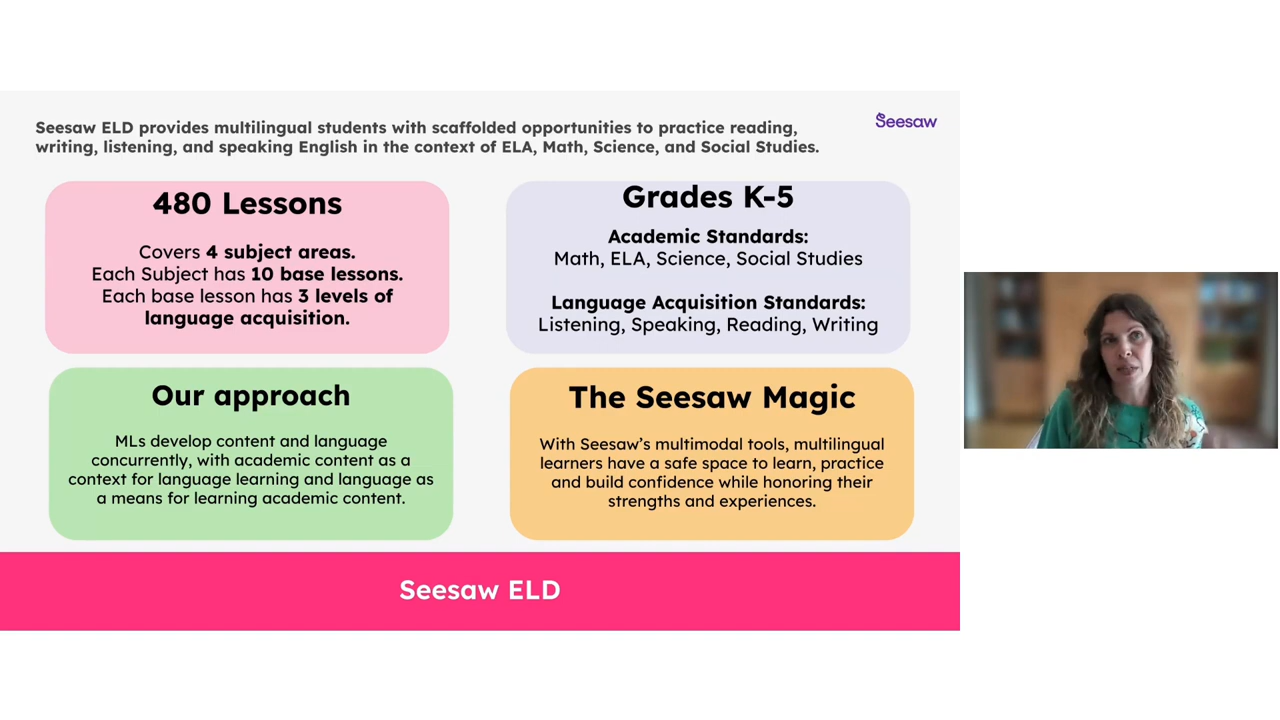 Seesaw ELD provides multilingual students with scaffolded opportunities to practice reading,
writing, listening, and speaking English in the context of ELA, Math, Science, and Social Studies.
Seesaw
480 Lessons
Covers 4 subject areas.
Each Subject has 10 base lessons.
Each base lesson has 3 levels of
language acquisition.
Grades K-5
Academic Standards:
Math, ELA, Science, Social Studies
Language Acquisition Standards:
Listening, Speaking, Reading, Writing
Our approach
MLs develop content and language
concurrently, with academic content as a
context for language learning and language as
a means for learning academic content.
The Seesaw Magic
With Seesaw’s multimodal tools, multilingual
learners have a safe space to learn, practice
and build confidence while honoring their
strengths and experiences.
Seesaw ELD